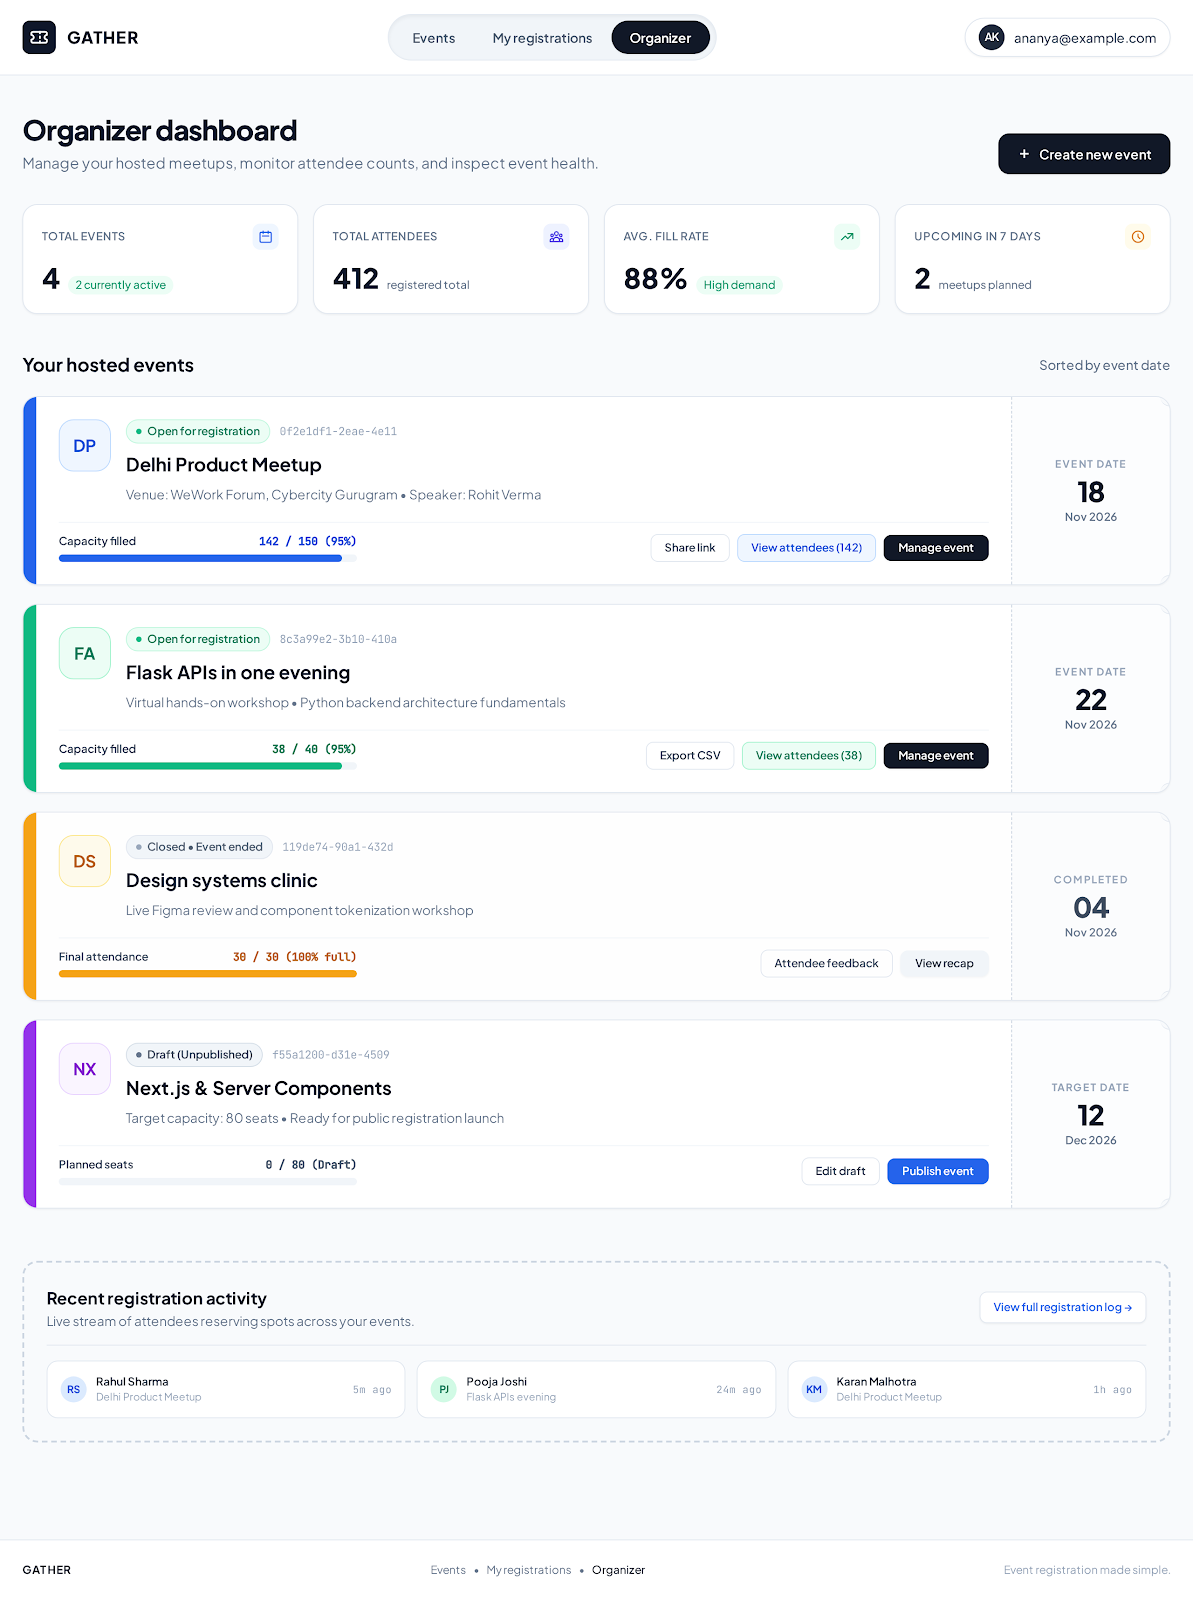 GATHER
Events
My registrations
Organizer
AK
ananya@example.com
Organizer dashboard
Manage your hosted meetups, monitor attendee counts, and inspect event health.
+ Create new event
TOTAL EVENTS
4
2 currently active
TOTAL ATTENDEES
412
registered total
AVG. FILL RATE
88%
High demand
UPCOMING IN 7 DAYS
2
meetups planned
Your hosted events
Sorted by event date
DP
Open for registration
0f2e1df1-2eae-4e11
Delhi Product Meetup
Venue: WeWork Forum, Cybercity Gurugram • Speaker: Rohit Verma
Capacity filled
142 / 150 (95%)
Share link
View attendees (142)
Manage event
EVENT DATE
18
Nov 2026
FA
Open for registration
8c3a99e2-3b10-410a
Flask APIs in one evening
Virtual hands-on workshop • Python backend architecture fundamentals
Capacity filled
38 / 40 (95%)
Export CSV
View attendees (38)
Manage event
EVENT DATE
22
Nov 2026
DS
Closed • Event ended
119de74-90a1-432d
Design systems clinic
Live Figma review and component tokenization workshop
Final attendance
30 / 30 (100% full)
Attendee feedback
View recap
COMPLETED
04
Nov 2026
NX
Draft (Unpublished)
f55a1200-d31e-4509
Next.js & Server Components
Target capacity: 80 seats • Ready for public registration launch
Planned seats
0 / 80 (Draft)
Edit draft
Publish event
TARGET DATE
12
Dec 2026
Recent registration activity
Live stream of attendees reserving spots across your events.
View full registration log →
RS
Rahul Sharma
Delhi Product Meetup
5m ago
PJ
Pooja Joshi
Flask APIs evening
24m ago
KM
Karan Malhotra
Delhi Product Meetup
1h ago
GATHER
Events • My registrations • Organizer
Event registration made simple.